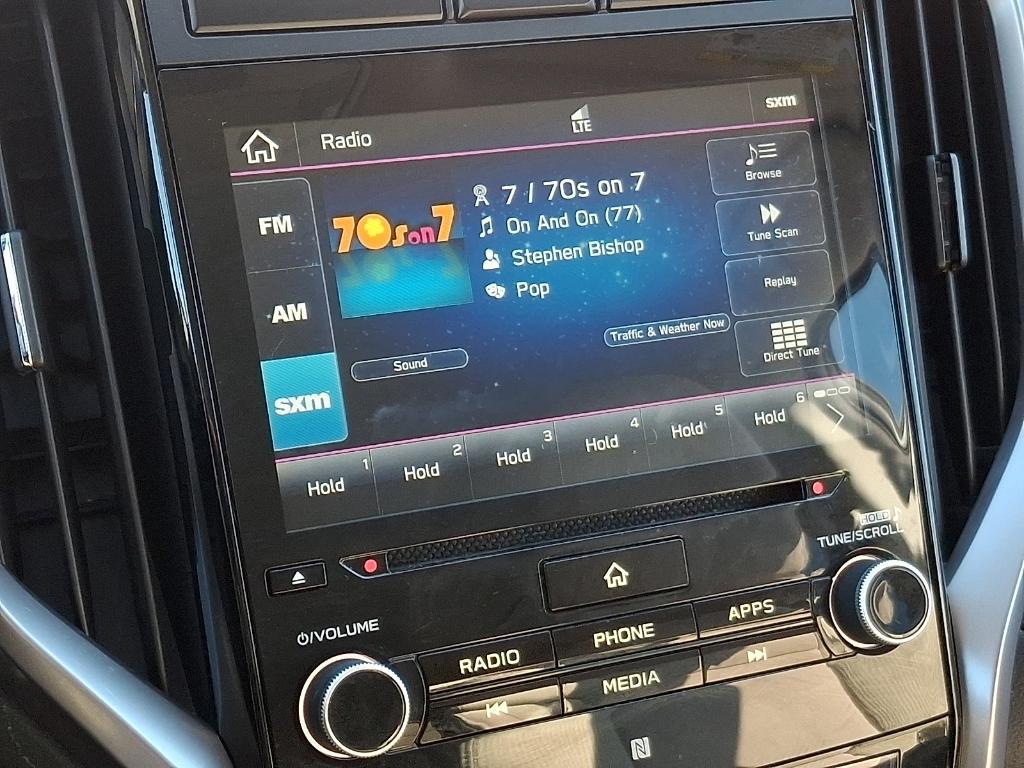 Radio
LTE
sxm
FM
AM
sxm
70s on 7
7 / 70s on 7
On And On (77)
Stephen Bishop
Pop
Browse
Tune Scan
Replay
Direct Tune
Sound
Traffic & Weather Now
Hold 1
Hold 2
Hold 3
Hold 4
Hold 5
Hold 6
HOLD
TUNE/SCROLL
/VOLUME
RADIO
PHONE
APPS
MEDIA
N